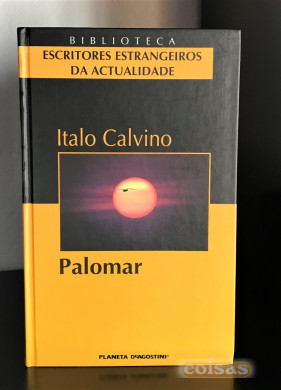 BIBLIOTECA
ESCRITORES ESTRANGEIROS
DA ACTUALIDADE
Italo Calvino
Palomar
PLANETA DEAGOSTINI
coisas